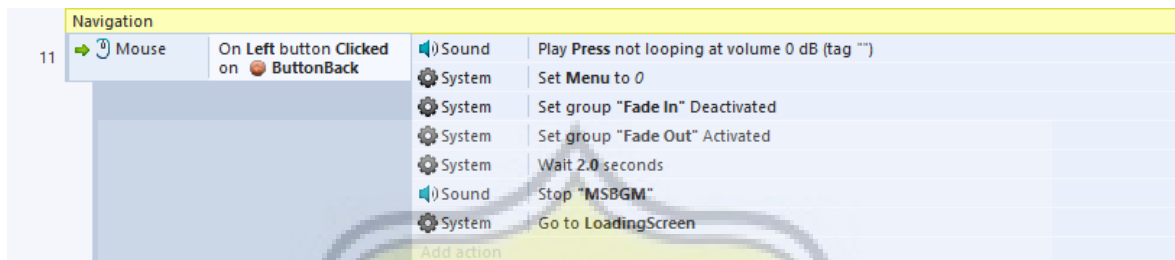 Navigation
11 Mouse On Left button Clicked on ButtonBack
Sound Play Press not looping at volume 0 dB (tag "")
System Set Menu to 0
System Set group "Fade In" Deactivated
System Set group "Fade Out" Activated
System Wait 2.0 seconds
Sound Stop "MSBGM"
System Go to LoadingScreen
Add action